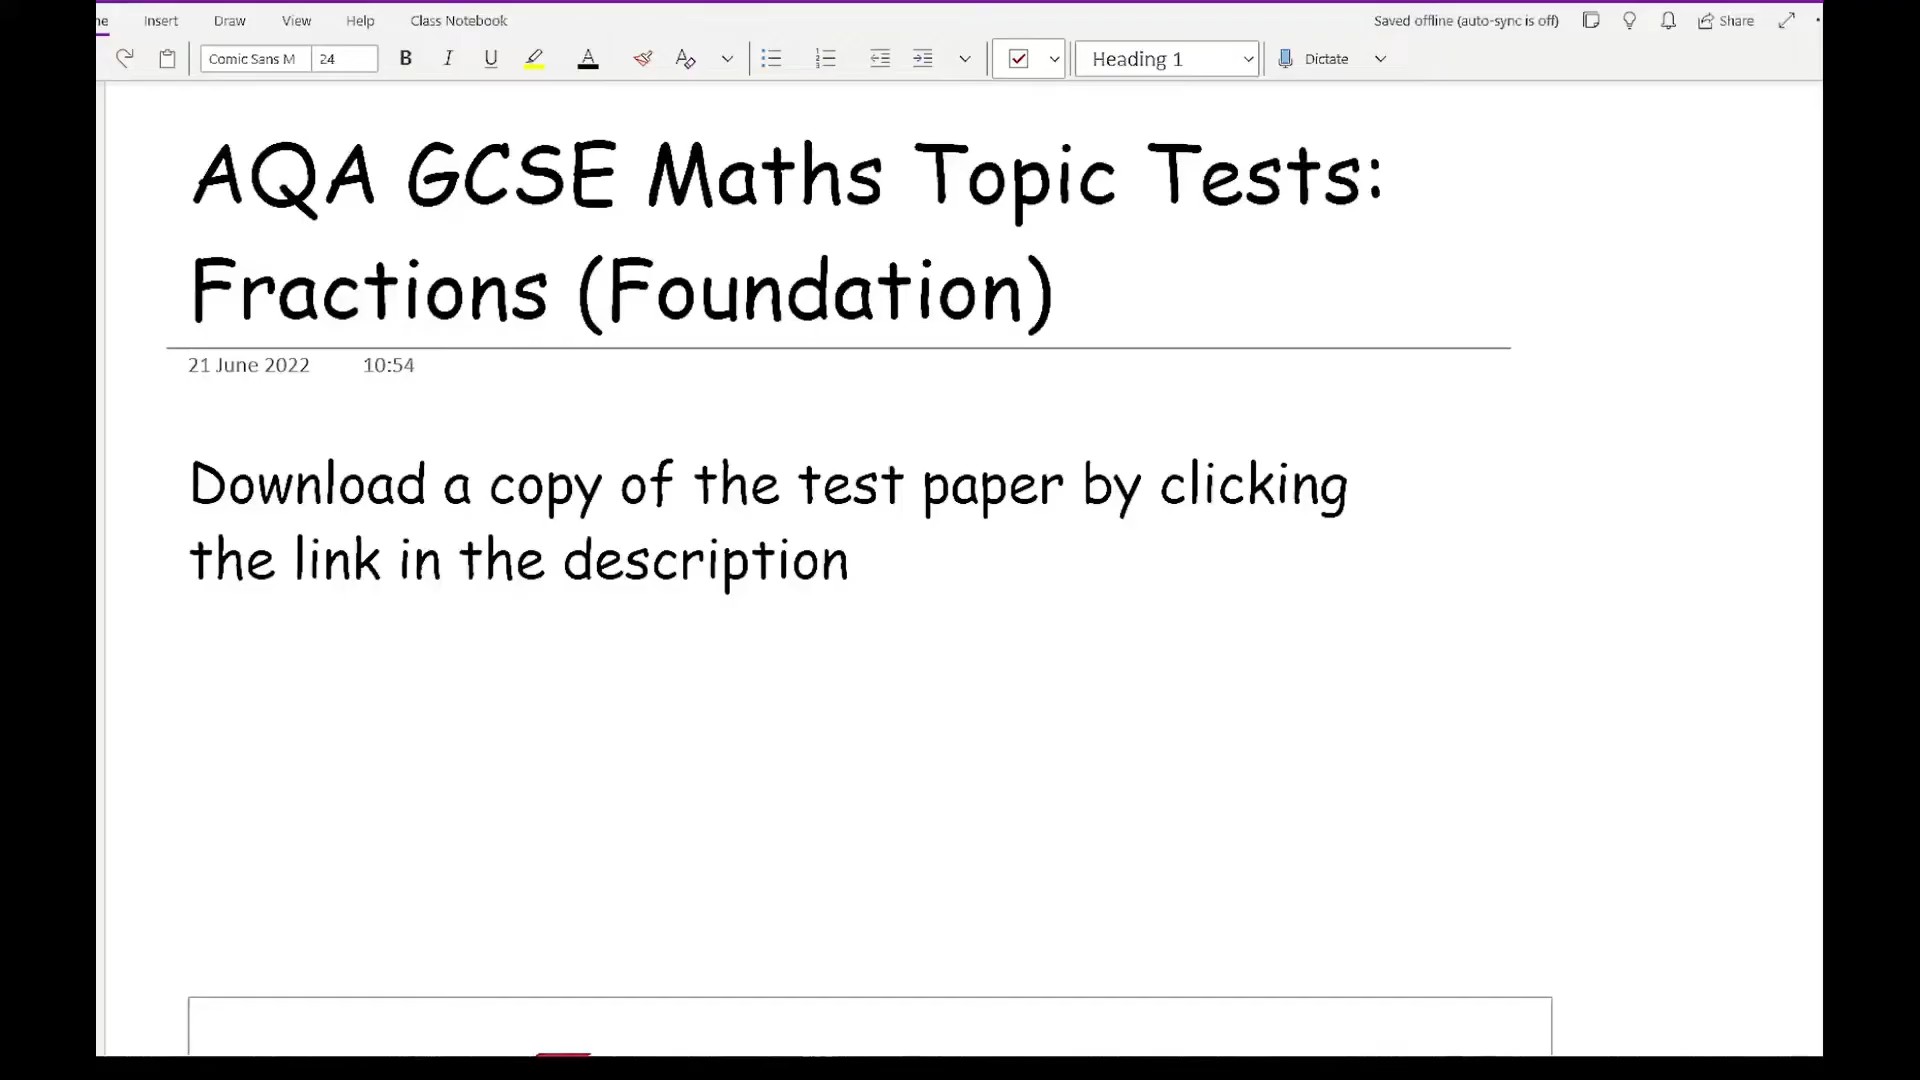 ne Insert Draw View Help Class Notebook Saved offline (auto-sync is off) Share
Comic Sans M 24 B I U A A Heading 1 Dictate
AQA GCSE Maths Topic Tests:
Fractions (Foundation)
21 June 2022 10:54
Download a copy of the test paper by clicking
the link in the description